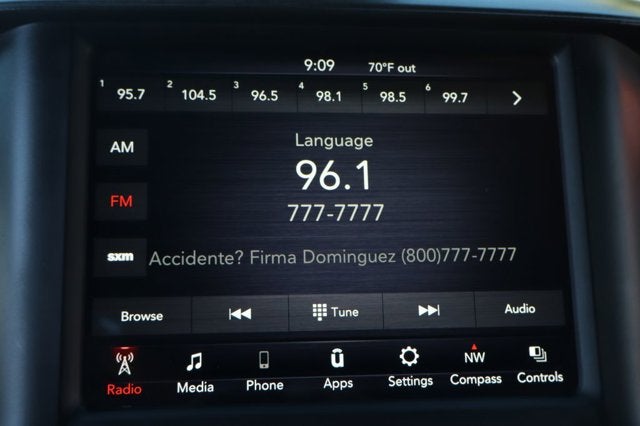 9:09 70°F out
1 95.7 2 104.5 3 96.5 4 98.1 5 98.5 6 99.7
AM
Language
96.1
FM
777-7777
sxm
Accidente? Firma Dominguez (800)777-7777
Browse Tune Audio
Radio Media Phone Apps Settings NW Compass Controls